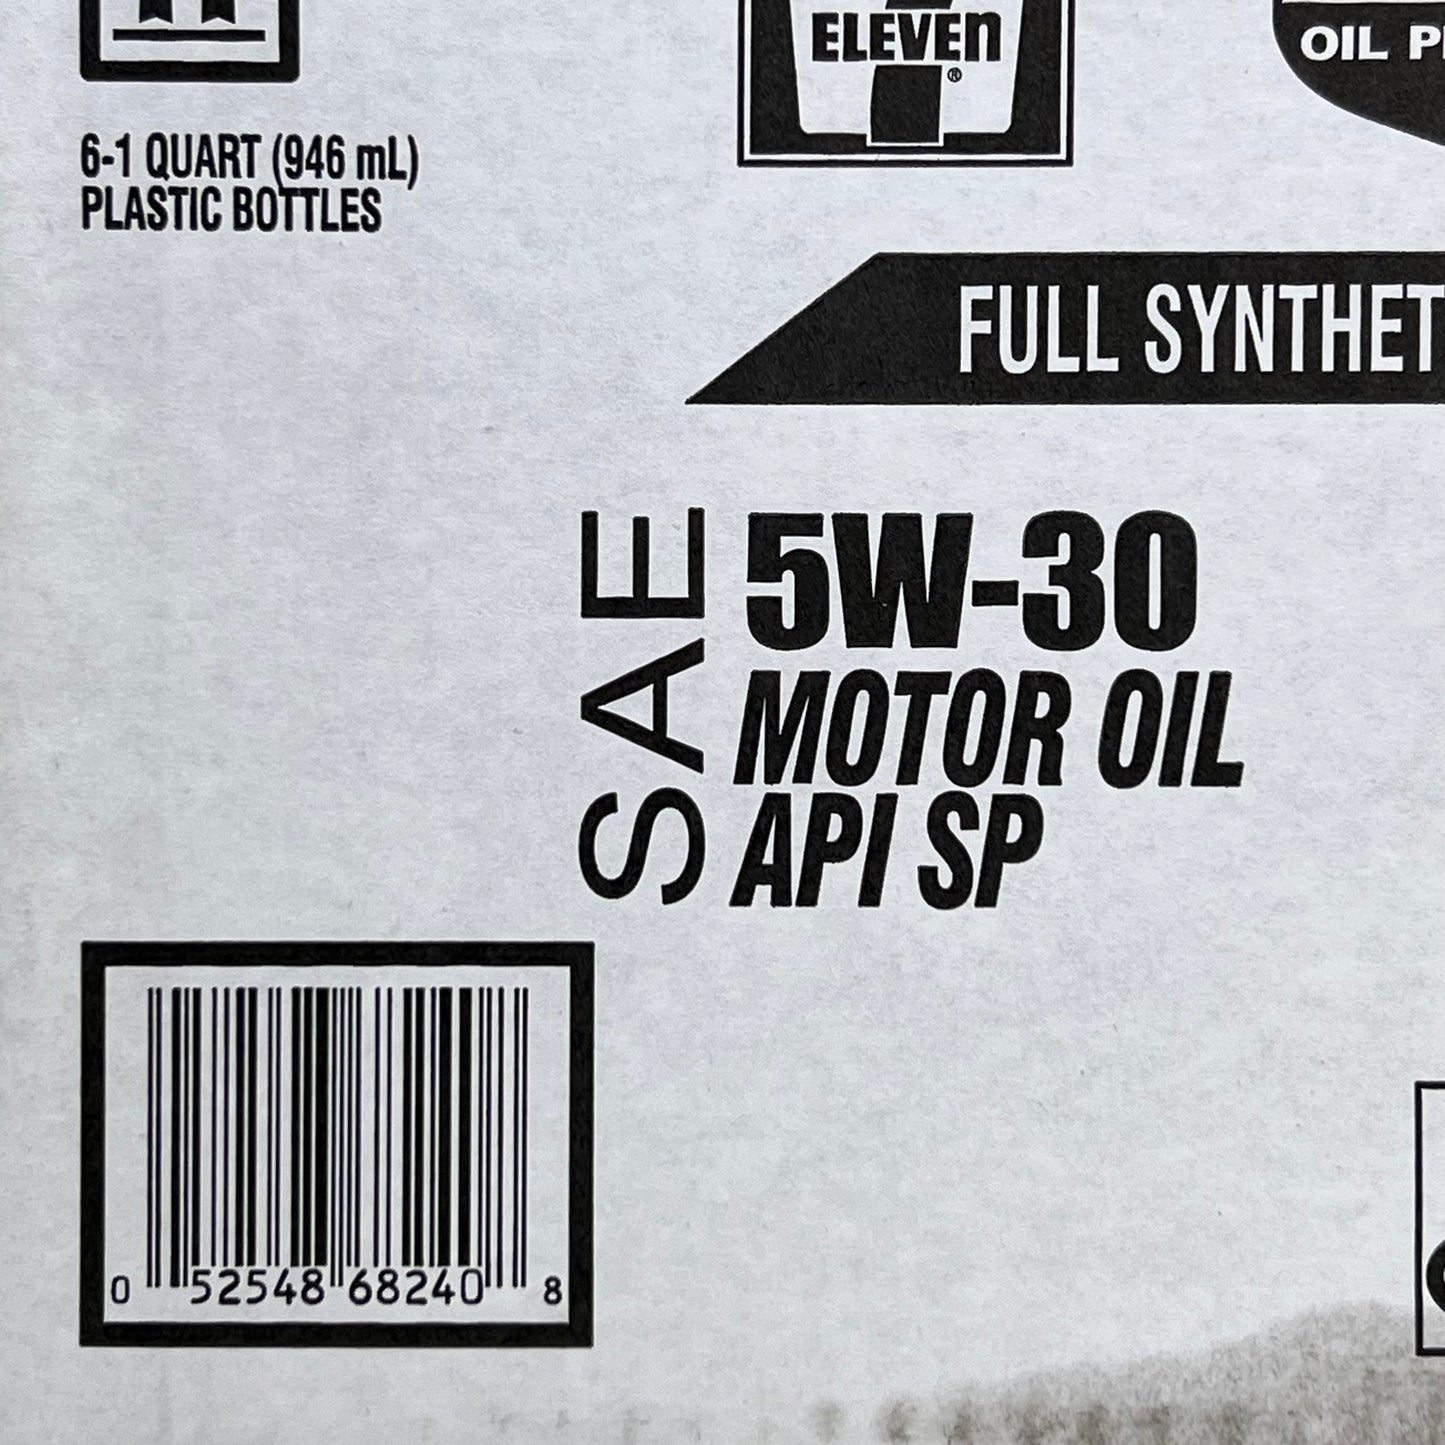 ELEVEn
®
OIL
6-1 QUART (946 mL)
PLASTIC BOTTLES
FULL SYNTHET
SAE
5W-30
MOTOR OIL
API SP
0 52548 68240 8